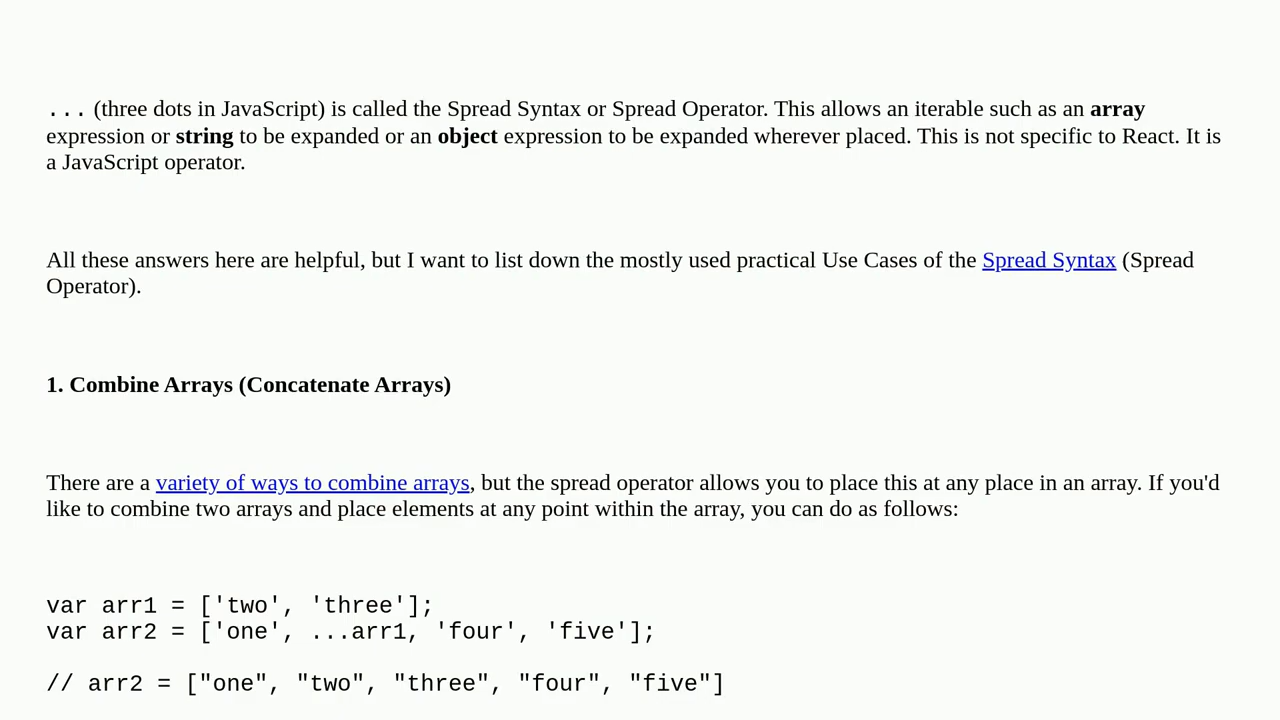 ... (three dots in JavaScript) is called the Spread Syntax or Spread Operator. This allows an iterable such as an array
expression or string to be expanded or an object expression to be expanded wherever placed. This is not specific to React. It is
a JavaScript operator.
All these answers here are helpful, but I want to list down the mostly used practical Use Cases of the Spread Syntax (Spread
Operator).
1. Combine Arrays (Concatenate Arrays)
There are a variety of ways to combine arrays, but the spread operator allows you to place this at any place in an array. If you'd
like to combine two arrays and place elements at any point within the array, you can do as follows:
var arr1 = ['two', 'three'];
var arr2 = ['one', ...arr1, 'four', 'five'];
// arr2 = ["one", "two", "three", "four", "five"]